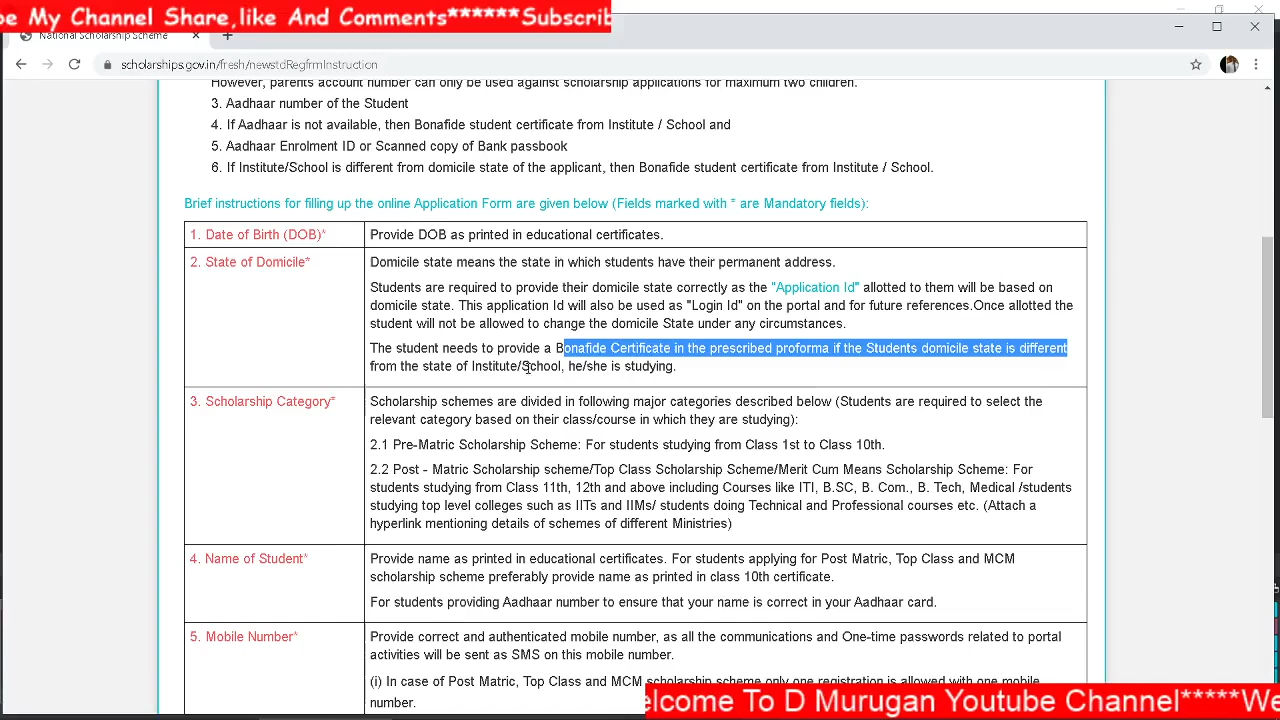 be My Channel Share,like And Comments******Subscrib
National Scholarship Scheme
scholarships.gov.in/fresh/newstdRegfrmInstruction
However, parents account number can only be used against scholarship applications for maximum two children.
3. Aadhaar number of the Student
4. If Aadhaar is not available, then Bonafide student certificate from Institute / School and
5. Aadhaar Enrolment ID or Scanned copy of Bank passbook
6. If Institute/School is different from domicile state of the applicant, then Bonafide student certificate from Institute / School.
Brief instructions for filling up the online Application Form are given below (Fields marked with * are Mandatory fields):
1. Date of Birth (DOB)*
Provide DOB as printed in educational certificates.
2. State of Domicile*
Domicile state means the state in which students have their permanent address.
Students are required to provide their domicile state correctly as the "Application Id" allotted to them will be based on
domicile state. This application Id will also be used as "Login Id" on the portal and for future references.Once allotted the
student will not be allowed to change the domicile State under any circumstances.
The student needs to provide a Bonafide Certificate in the prescribed proforma if the Students domicile state is different
from the state of Institute/School, he/she is studying.
3. Scholarship Category*
Scholarship schemes are divided in following major categories described below (Students are required to select the
relevant category based on their class/course in which they are studying):
2.1 Pre-Matric Scholarship Scheme: For students studying from Class 1st to Class 10th.
2.2 Post - Matric Scholarship scheme/Top Class Scholarship Scheme/Merit Cum Means Scholarship Scheme: For
students studying from Class 11th, 12th and above including Courses like ITI, B.SC, B. Com., B. Tech, Medical /students
studying top level colleges such as IITs and IIMs/ students doing Technical and Professional courses etc. (Attach a
hyperlink mentioning details of schemes of different Ministries)
4. Name of Student*
Provide name as printed in educational certificates. For students applying for Post Matric, Top Class and MCM
scholarship scheme preferably provide name as printed in class 10th certificate.
For students providing Aadhaar number to ensure that your name is correct in your Aadhaar card.
5. Mobile Number*
Provide correct and authenticated mobile number, as all the communications and One-time passwords related to portal
activities will be sent as SMS on this mobile number.
(i) In case of Post Matric, Top Class and MCM scholarship scheme only one registration is allowed with one mobile
number.
elcome To D Murugan Youtube Channel*****We